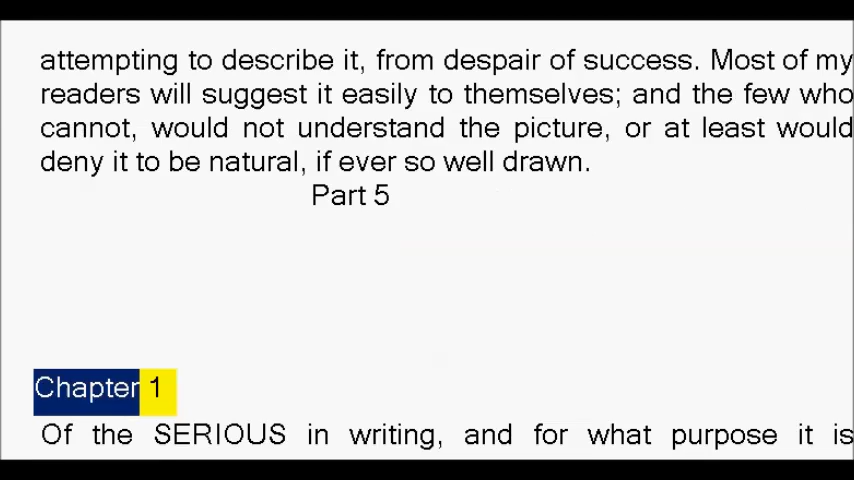 attempting to describe it, from despair of success. Most of my
readers will suggest it easily to themselves; and the few who
cannot, would not understand the picture, or at least would
deny it to be natural, if ever so well drawn.
Part 5
Chapter 1
Of the SERIOUS in writing, and for what purpose it is